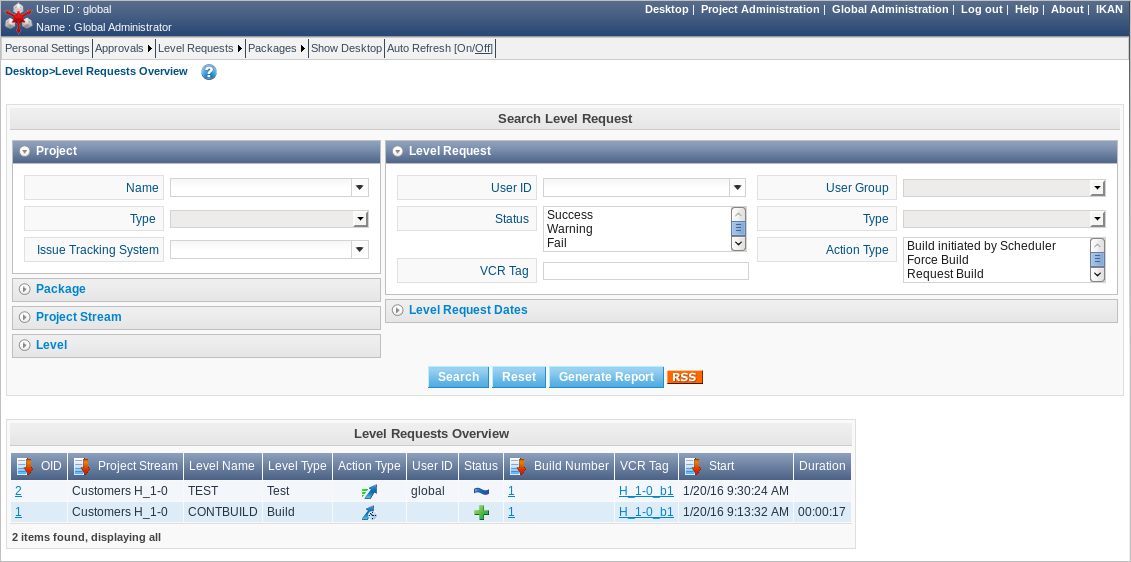 User ID : global
Desktop | Project Administration | Global Administration | Log out | Help | About | IKAN
Name : Global Administrator
Personal Settings Approvals Level Requests Packages Show Desktop Auto Refresh [On/Off]
Desktop>Level Requests Overview ?
Search Level Request
Project
Name
Type
Issue Tracking System
Package
Project Stream
Level
Level Request
User ID
User Group
Status
Success
Warning
Fail
Type
Action Type
Build initiated by Scheduler
Force Build
Request Build
VCR Tag
Level Request Dates
Search Reset Generate Report RSS
Level Requests Overview
OID Project Stream Level Name Level Type Action Type User ID Status Build Number VCR Tag Start Duration
2 Customers H_1-0 TEST Test global 1 H_1-0_b1 1/20/16 9:30:24 AM
1 Customers H_1-0 CONTBUILD Build 1 H_1-0_b1 1/20/16 9:13:32 AM 00:00:17
2 items found, displaying all